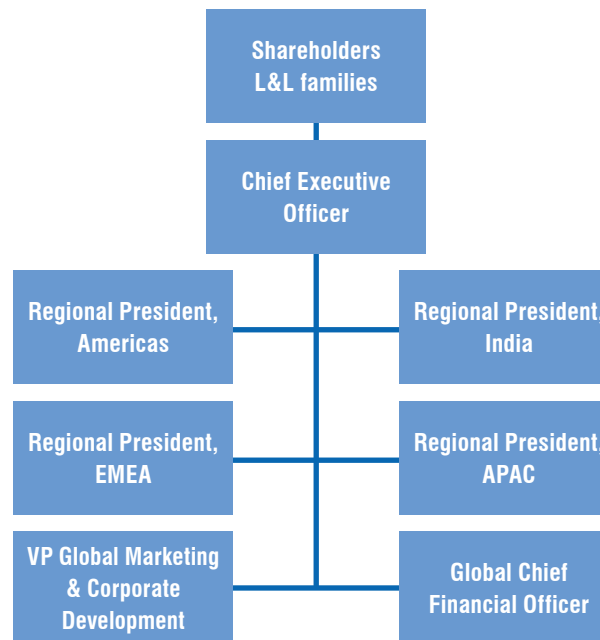 Shareholders
L&L families
Chief Executive
Officer
Regional President,
Americas
Regional President,
India
Regional President,
EMEA
Regional President,
APAC
VP Global Marketing
& Corporate
Development
Global Chief
Financial Officer